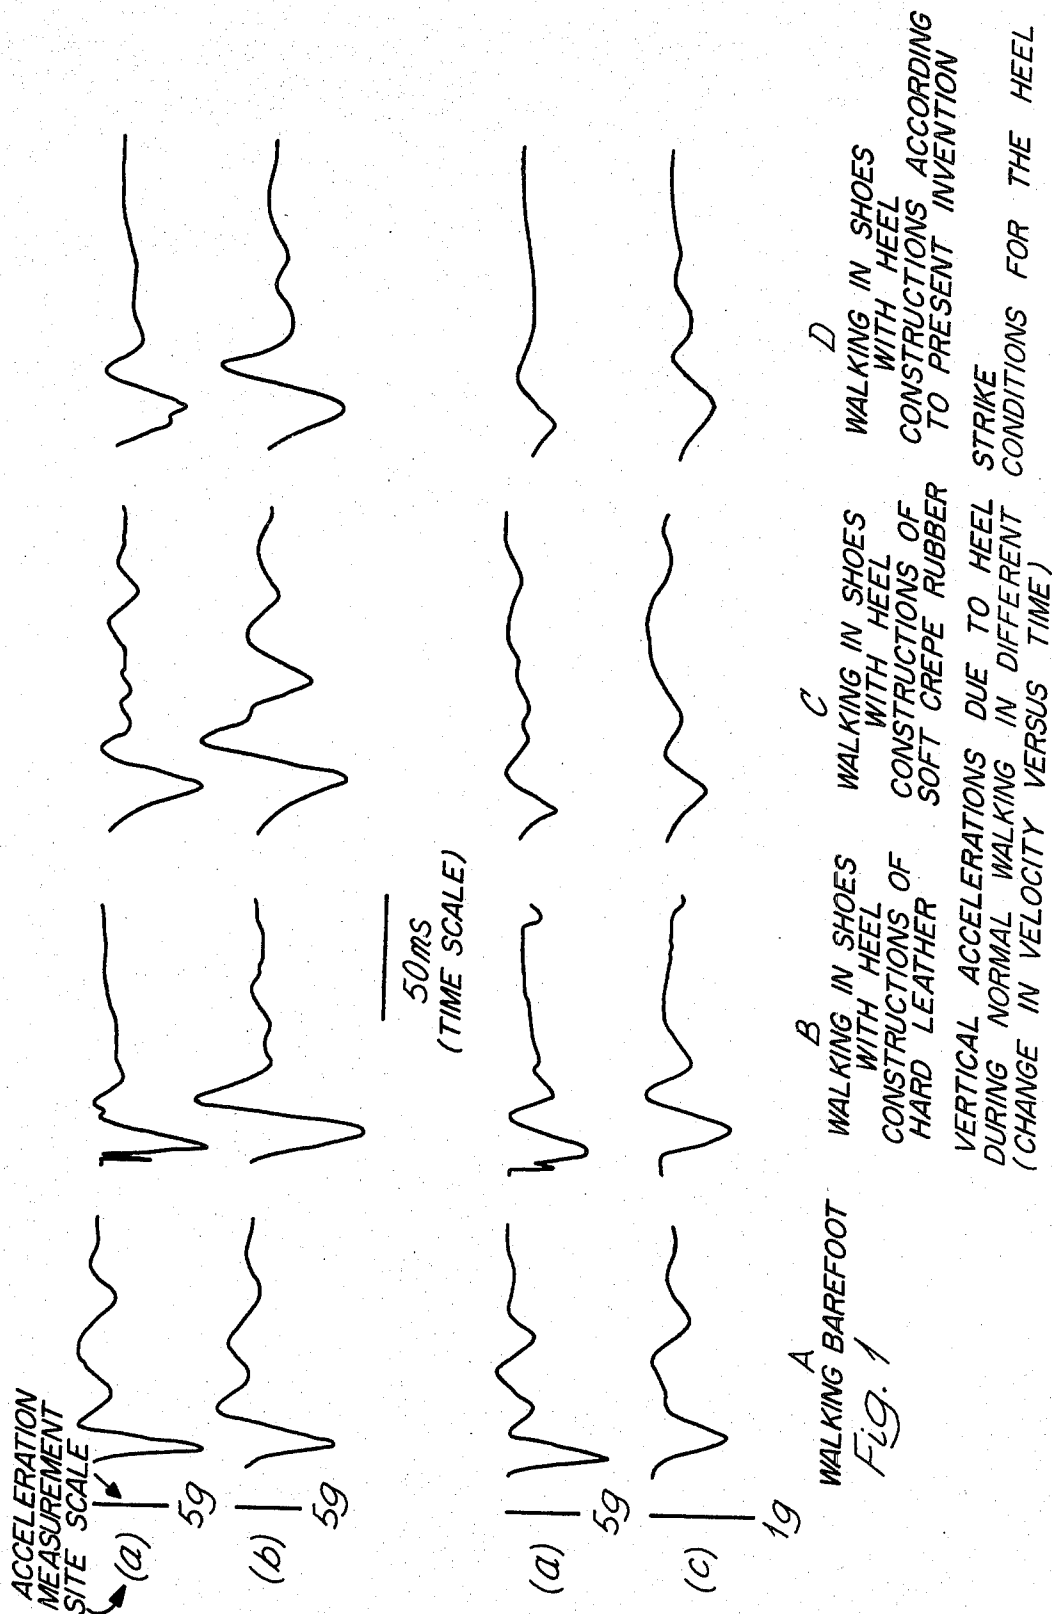 ACCELERATION
MEASUREMENT
SITE SCALE
(a)
5g
(b)
5g
50ms
(TIME SCALE)
(a)
5g
(c)
1g
A
WALKING BAREFOOT
B
WALKING IN SHOES
WITH HEEL
CONSTRUCTIONS OF
HARD LEATHER
C
WALKING IN SHOES
WITH HEEL
CONSTRUCTIONS OF
SOFT CREPE RUBBER
D
WALKING IN SHOES
WITH HEEL
CONSTRUCTIONS ACCORDING
TO PRESENT INVENTION
Fig. 1
VERTICAL ACCELERATIONS DUE TO HEEL STRIKE
DURING NORMAL WALKING IN DIFFERENT CONDITIONS FOR THE HEEL
(CHANGE IN VELOCITY VERSUS TIME)